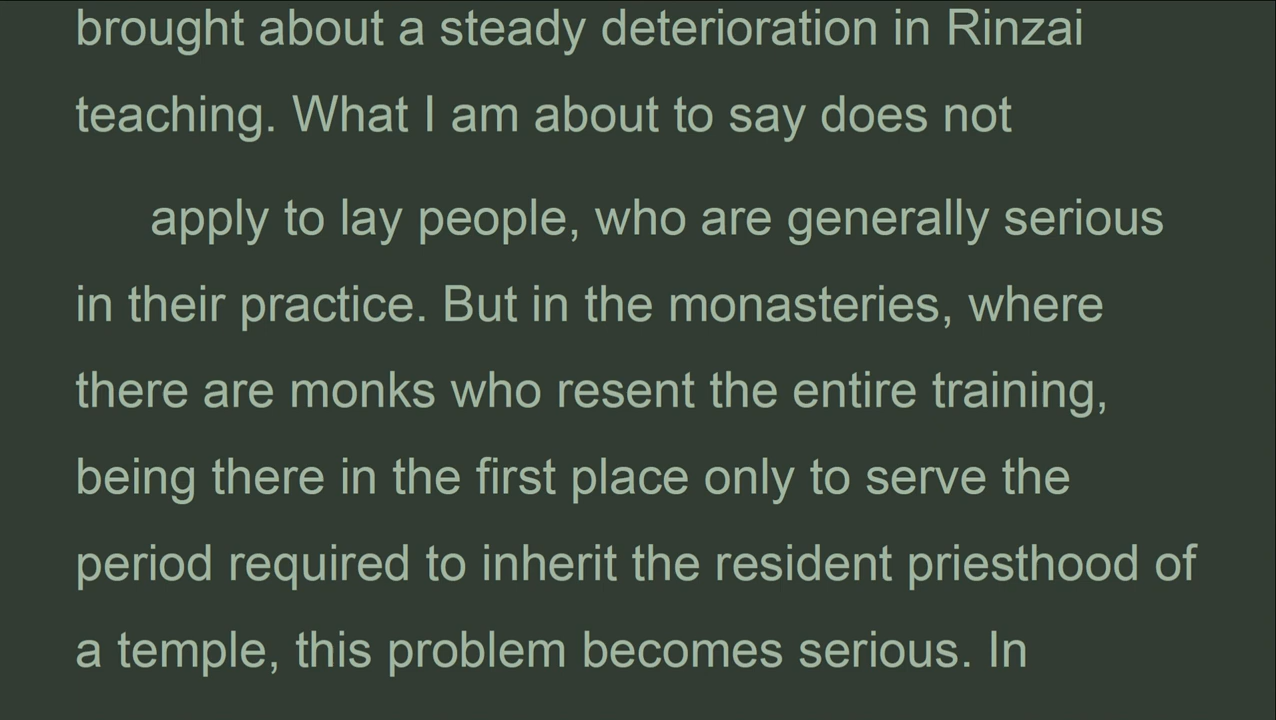 brought about a steady deterioration in Rinzai
teaching. What I am about to say does not
apply to lay people, who are generally serious
in their practice. But in the monasteries, where
there are monks who resent the entire training,
being there in the first place only to serve the
period required to inherit the resident priesthood of
a temple, this problem becomes serious. In